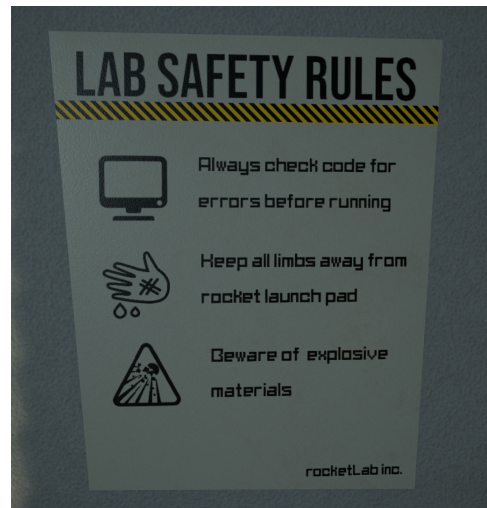 LAB SAFETY RULES
Always check code for
errors before running
Keep all limbs away from
rocket launch pad
Beware of explosive
materials
rocketLab inc.